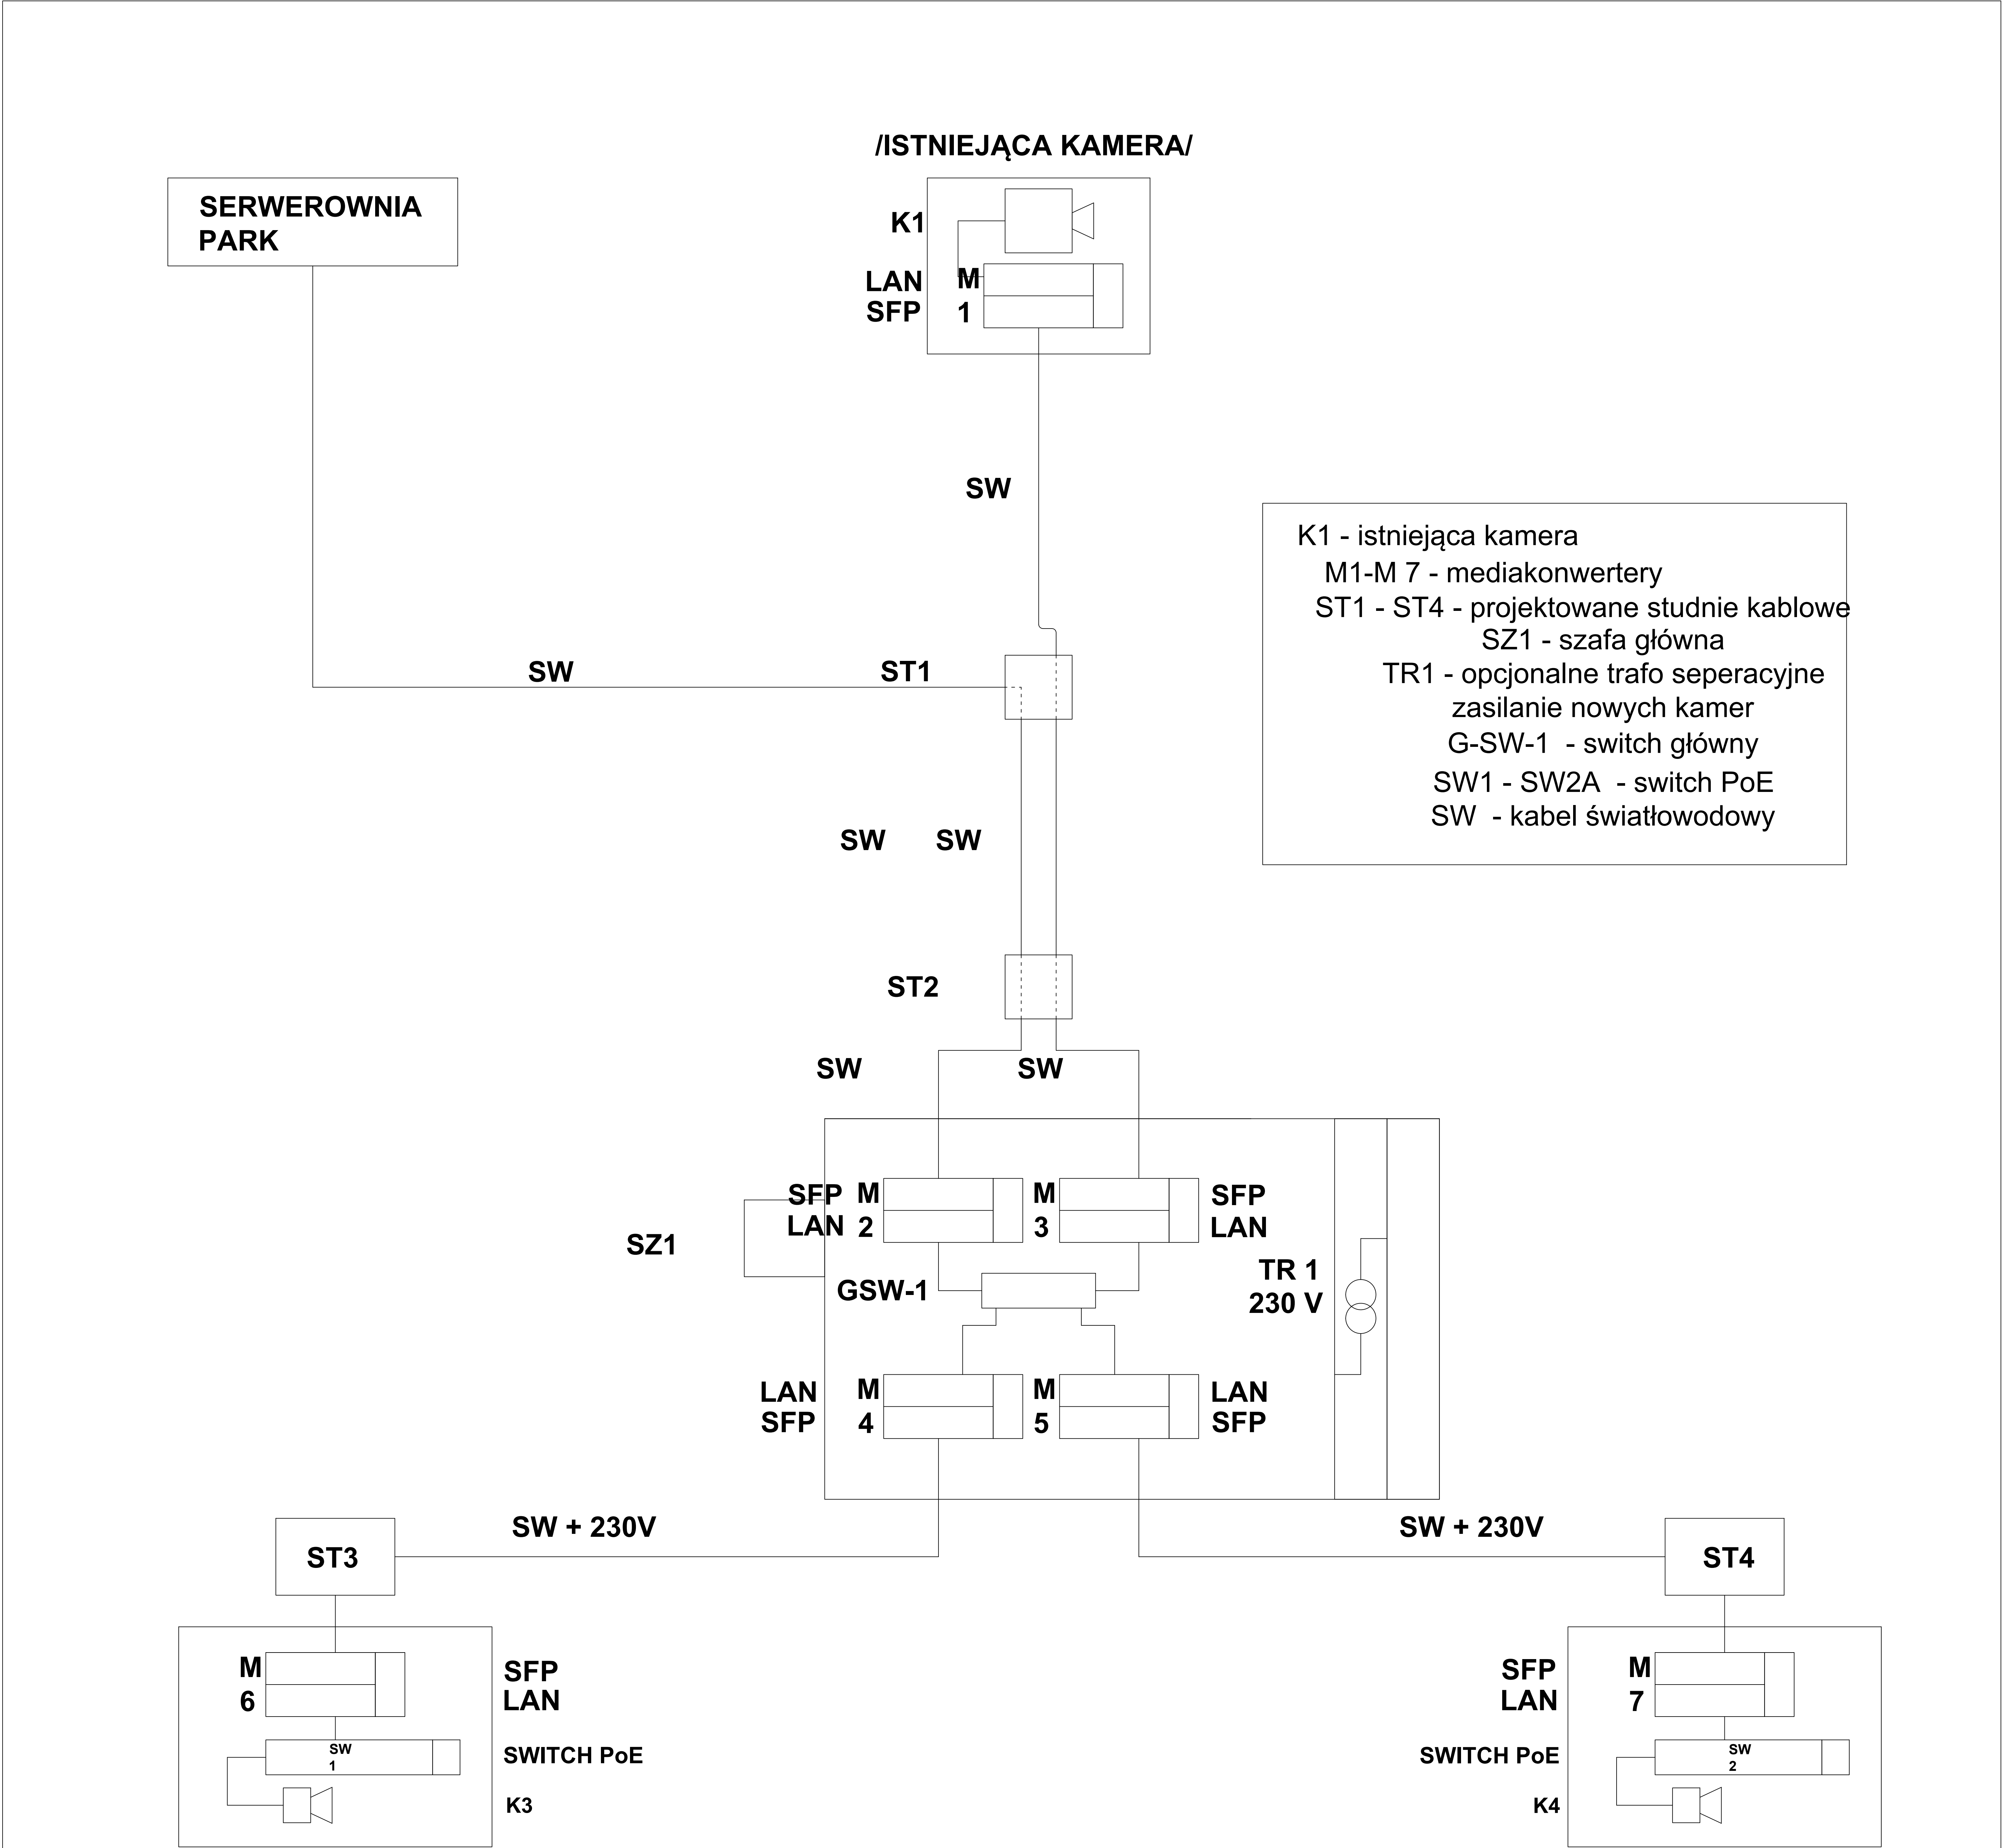 /ISTNIEJĄCA KAMERA/
SERWEROWNIA
PARK
K1
LAN M
SFP 1
SW
K1 - istniejąca kamera
M1-M 7 - mediakonwertery
ST1 - ST4 - projektowane studnie kablowe
SZ1 - szafa główna
TR1 - opcjonalne trafo seperacyjne
zasilanie nowych kamer
G-SW-1 - switch główny
SW1 - SW2A - switch PoE
SW - kabel światłowodowy
SW ST1
SW SW
ST2
SW SW
SFP M M SFP
LAN 2 3 LAN
SZ1
TR 1
GSW-1 230 V
LAN M M LAN
SFP 4 5 SFP
SW + 230V SW + 230V
ST3 ST4
M SFP SFP M
6 LAN LAN 7
SW SW
SWITCH PoE SWITCH PoE
1 2
K3 K4